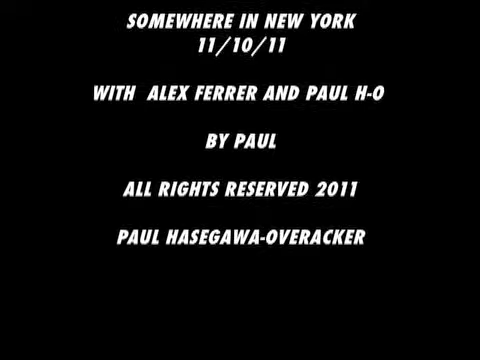 SOMEWHERE IN NEW YORK
11/10/11
WITH ALEX FERRER AND PAUL H-O
BY PAUL
ALL RIGHTS RESERVED 2011
PAUL HASEGAWA-OVERACKER